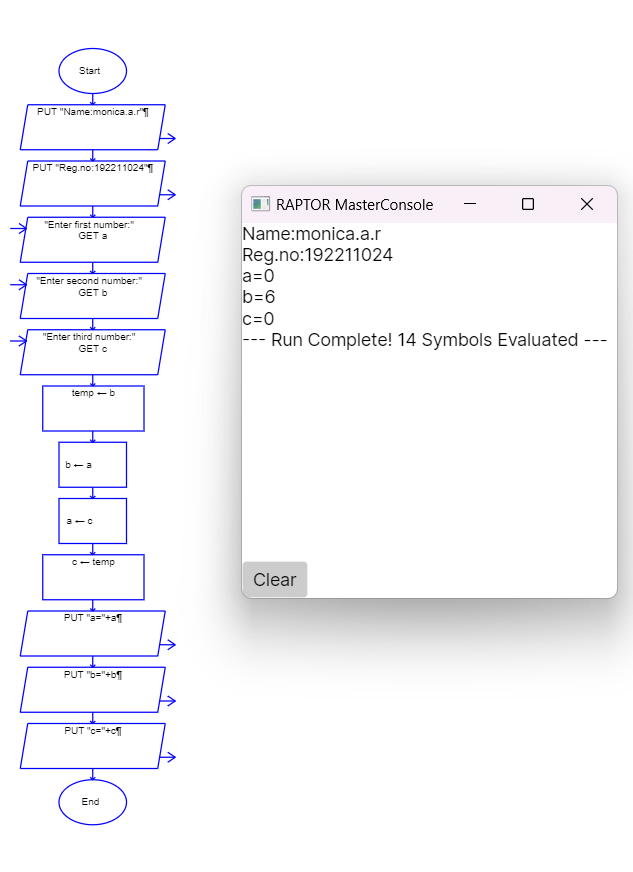 Start
PUT "Name:monica.a.r"¶
PUT "Reg.no:192211024"¶
"Enter first number:"
GET a
"Enter second number:"
GET b
"Enter third number:"
GET c
temp ← b
b ← a
a ← c
c ← temp
PUT "a="+a¶
PUT "b="+b¶
PUT "c="+c¶
End
RAPTOR MasterConsole
Name:monica.a.r
Reg.no:192211024
a=0
b=6
c=0
--- Run Complete! 14 Symbols Evaluated ---
Clear